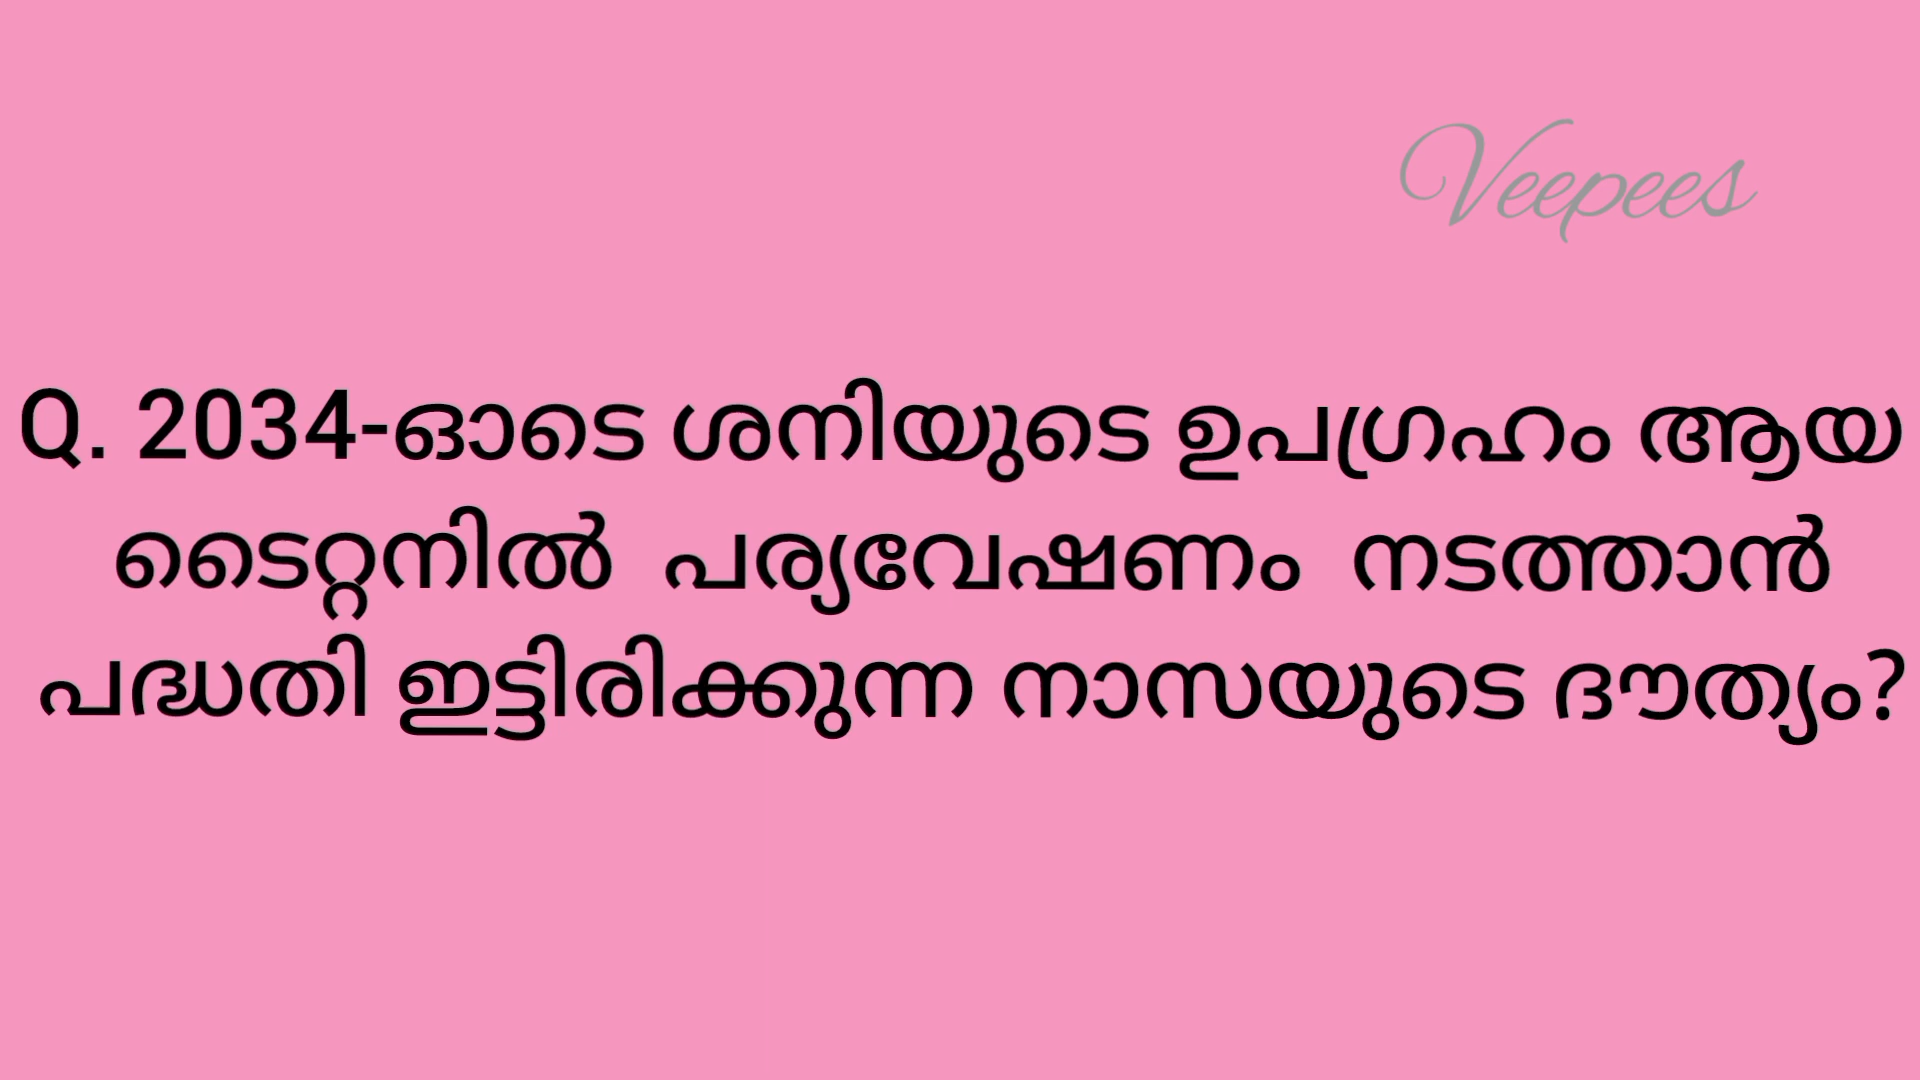 Veepees
Q. 2034-ഓടെ ശനിയുടെ ഉപഗ്രഹം ആയ
ടൈറ്റനിൽ പര്യവേഷണം നടത്താൻ
പദ്ധതി ഇട്ടിരിക്കുന്ന നാസയുടെ ദൗത്യം?